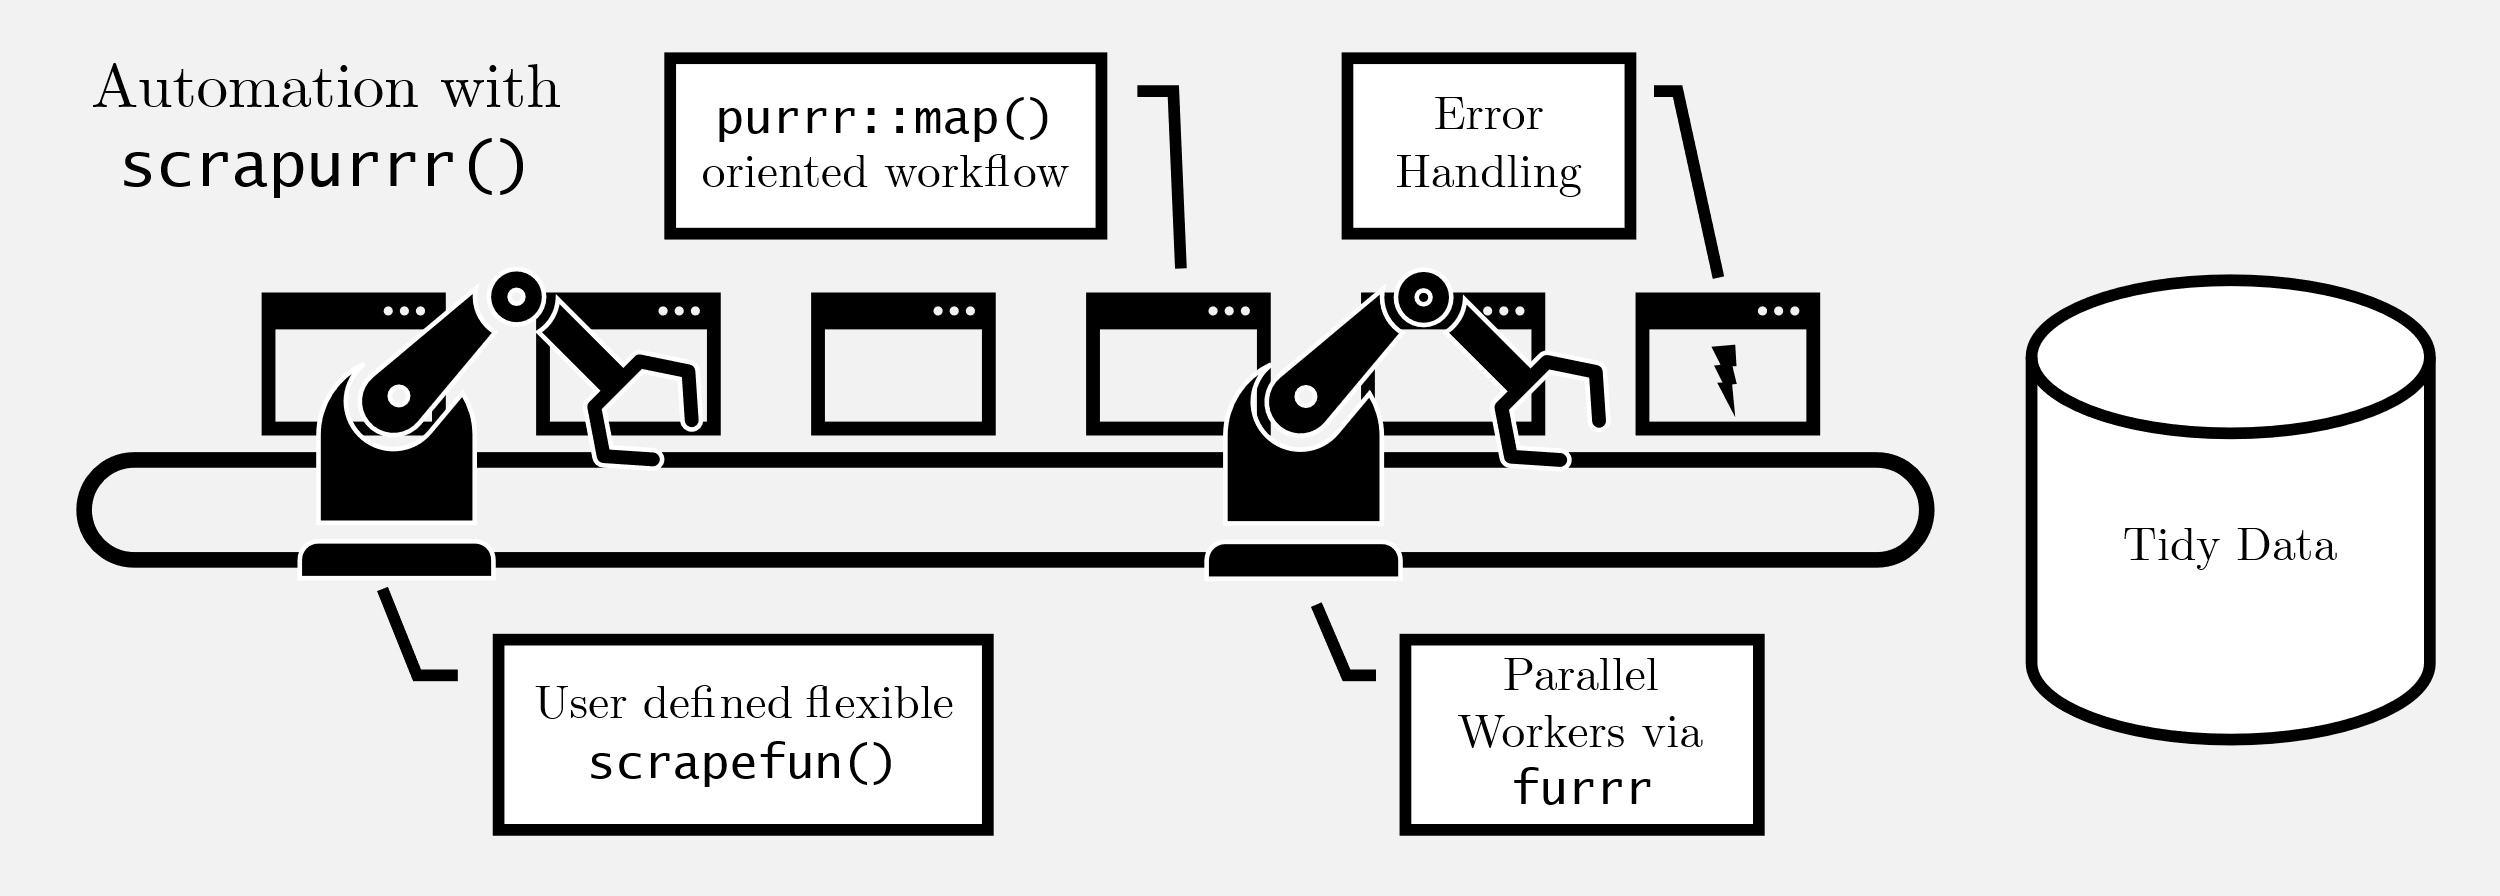 Automation with
scrapurrr()
purrr::map()
oriented workflow
Error
Handling
Tidy Data
User defined flexible
scrapefun()
Parallel
Workers via
furrr